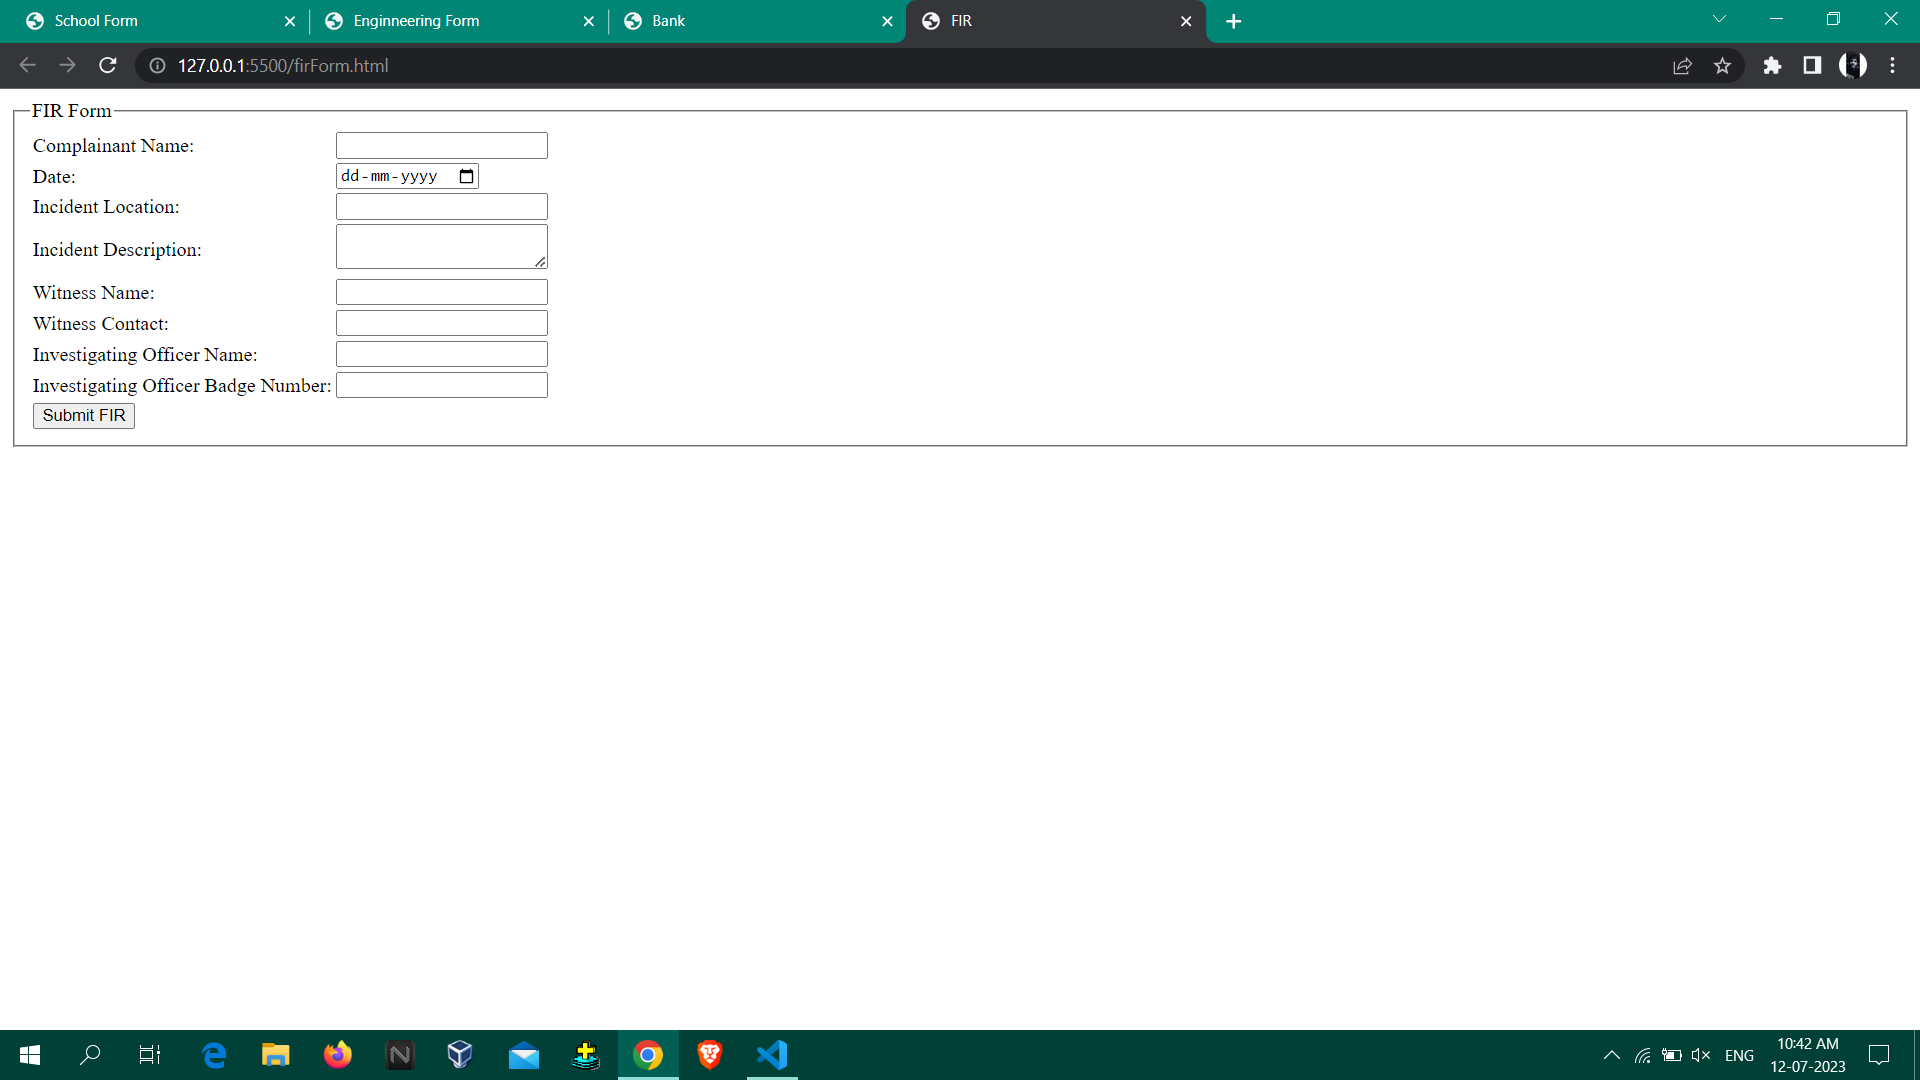 School Form
Enginneering Form
Bank
FIR
127.0.0.1:5500/firForm.html
FIR Form
Complainant Name:
Date: dd-mm-yyyy
Incident Location:
Incident Description:
Witness Name:
Witness Contact:
Investigating Officer Name:
Investigating Officer Badge Number:
Submit FIR
ENG
10:42 AM
12-07-2023